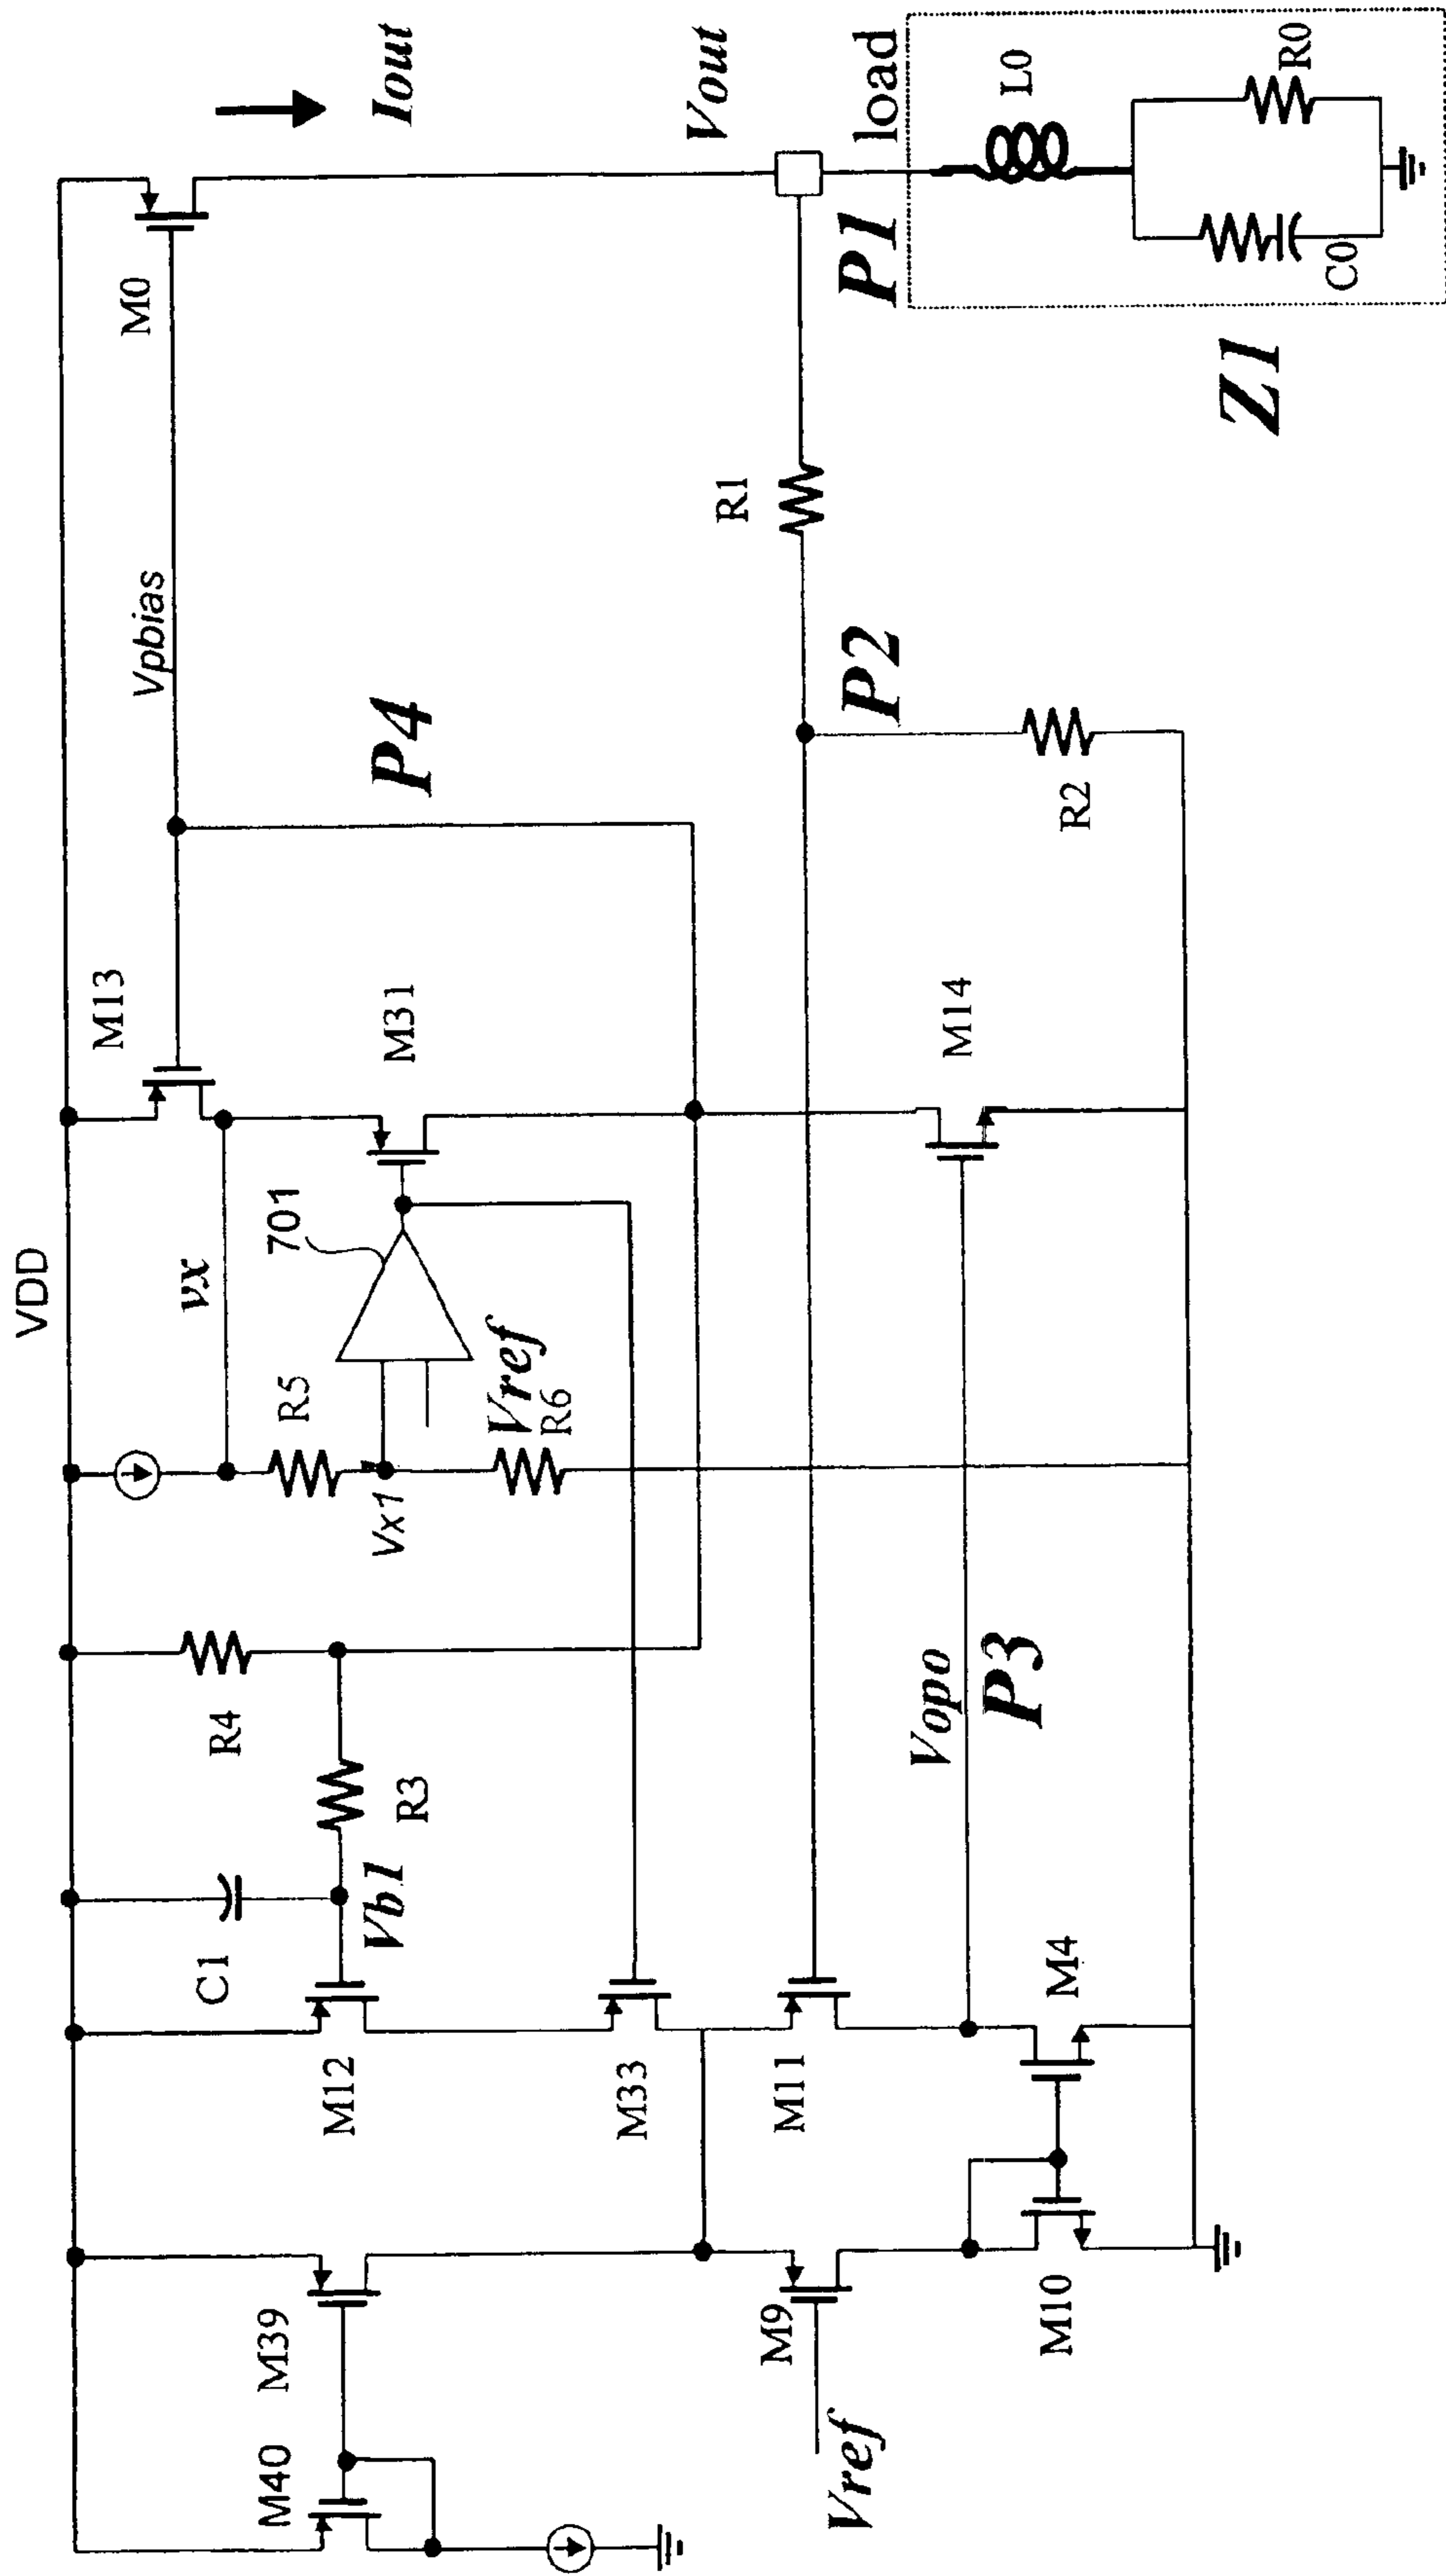 VDD
M40
M39
M12
C1
Vb1
R3
R4
vx
R5
Vx1
701
Vref
R6
M13
M31
Vpbias
P4
M0
Iout
Vout
R1
P2
R2
P1
load
L0
R0
C0
Z1
M33
M11
M9
Vref
M10
M4
Vopo
P3
M14